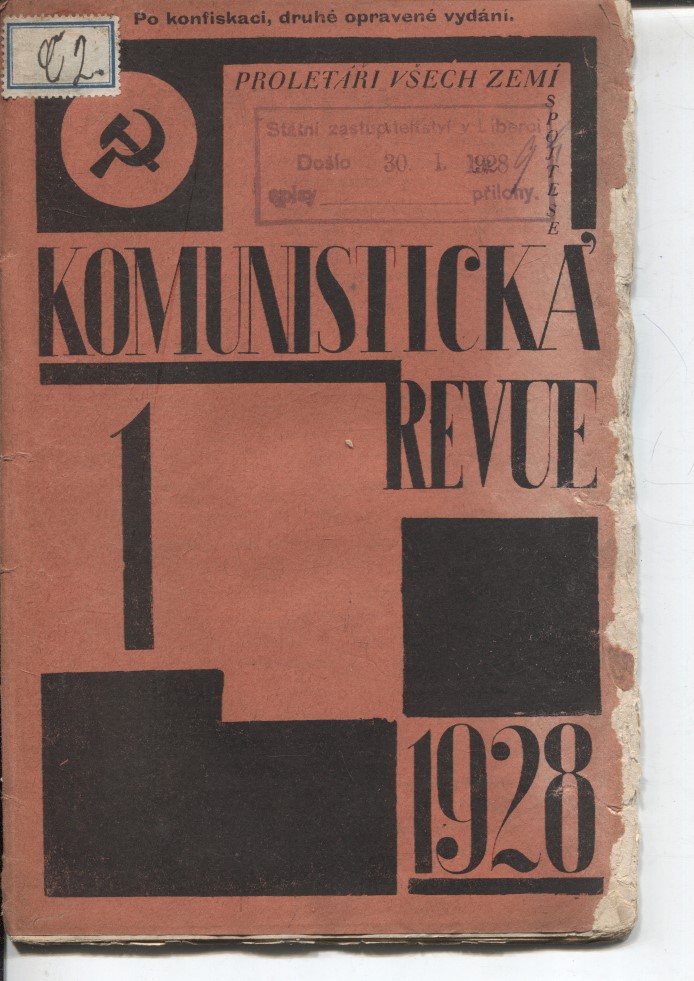 Po konfiskaci, druhé opravené vydání.
Č 2.
PROLETÁŘI VŠECH ZEMÍ
SPOJTE SE
Státní zastupitelství v Liberci
Došlo 30. 1. 1928
přílohy.
KOMUNISTICKÁ
REVUE
1
1928